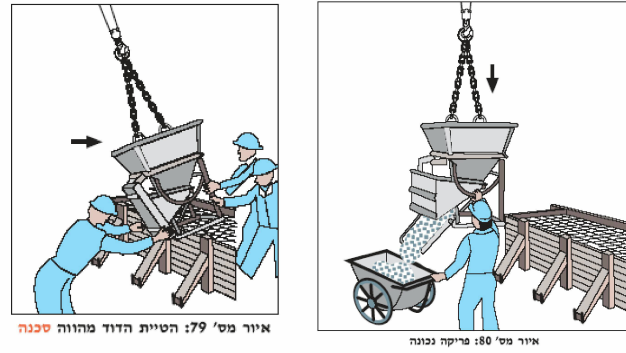 איור מס' 79: הטיית הדוד מהווה סכנה
איור מס' 80: פריקה נכונה